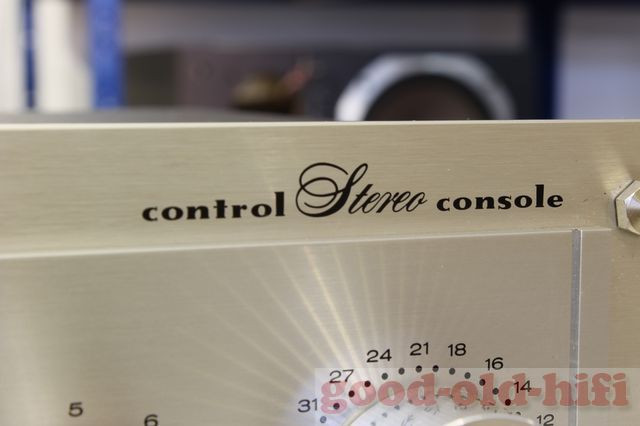 control Stereo console
24 21 18
27 16
31 14
5 6 12
good-old-hifi